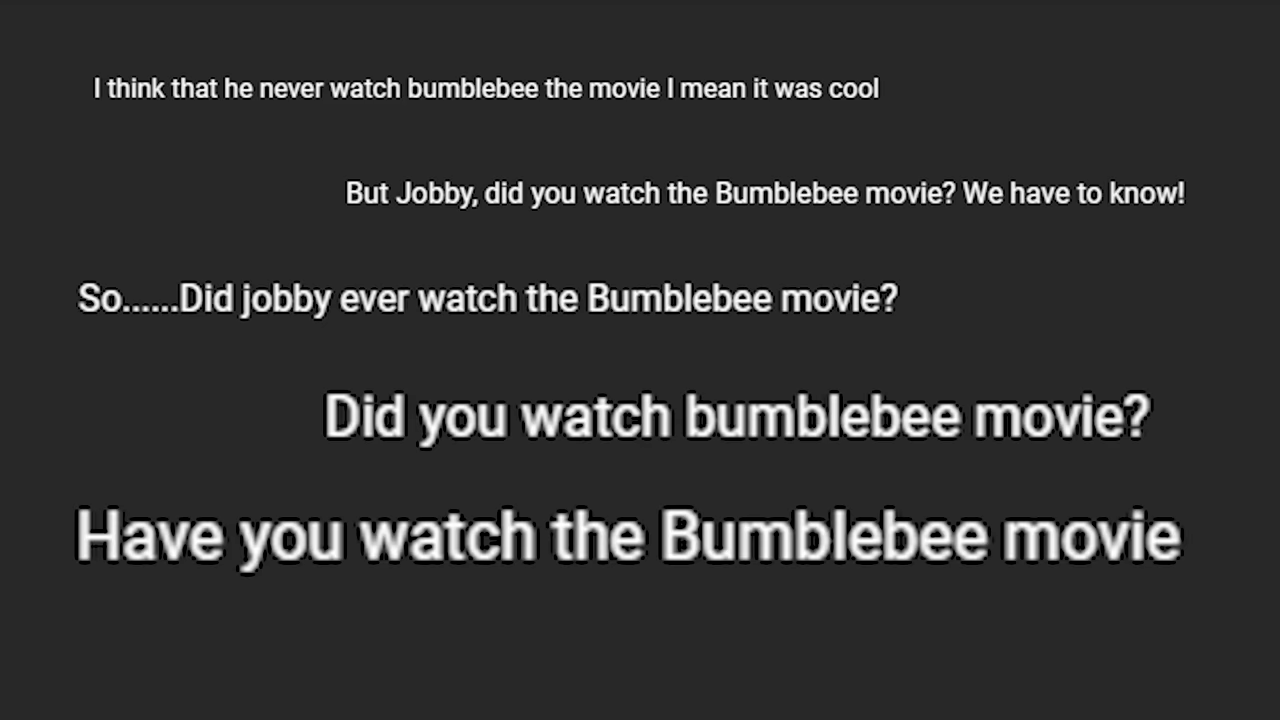 I think that he never watch bumblebee the movie I mean it was cool
But Jobby, did you watch the Bumblebee movie? We have to know!
So......Did jobby ever watch the Bumblebee movie?
Did you watch bumblebee movie?
Have you watch the Bumblebee movie